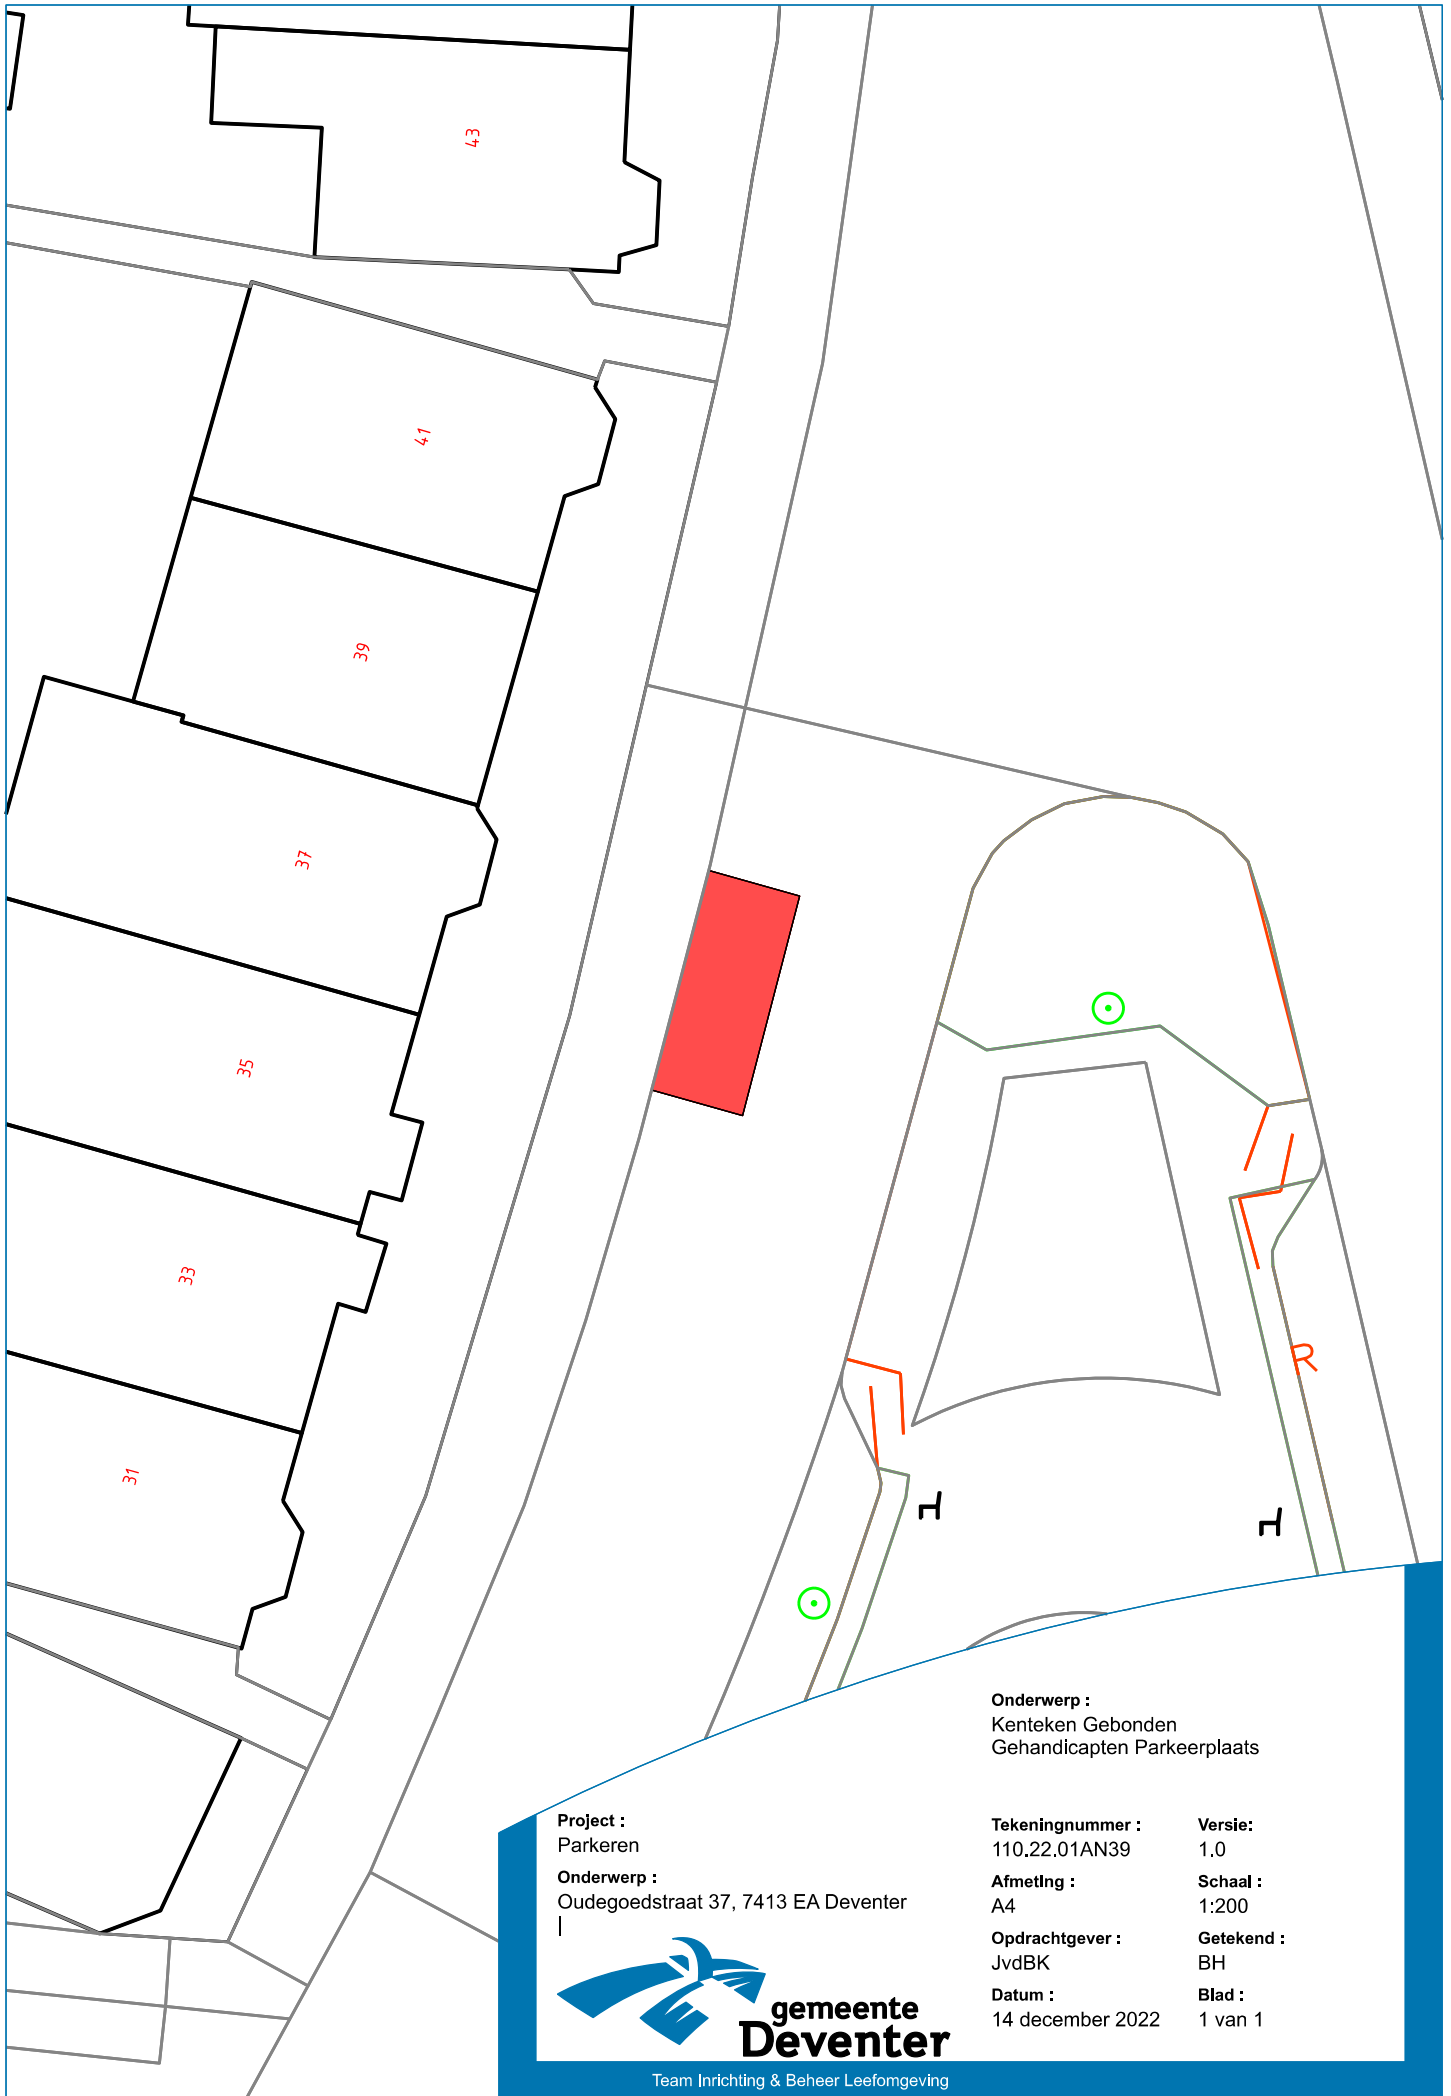 43
41
39
37
35
33
31
R
Onderwerp :
Kenteken Gebonden
Gehandicapten Parkeerplaats
Project :
Parkeren
Onderwerp :
Oudegoedstraat 37, 7413 EA Deventer
Tekeningnummer :
110.22.01AN39
Versie:
1.0
Afmeting :
A4
Schaal :
1:200
Opdrachtgever :
JvdBK
Getekend :
BH
Datum :
14 december 2022
Blad :
1 van 1
gemeente
Deventer
Team Inrichting & Beheer Leefomgeving